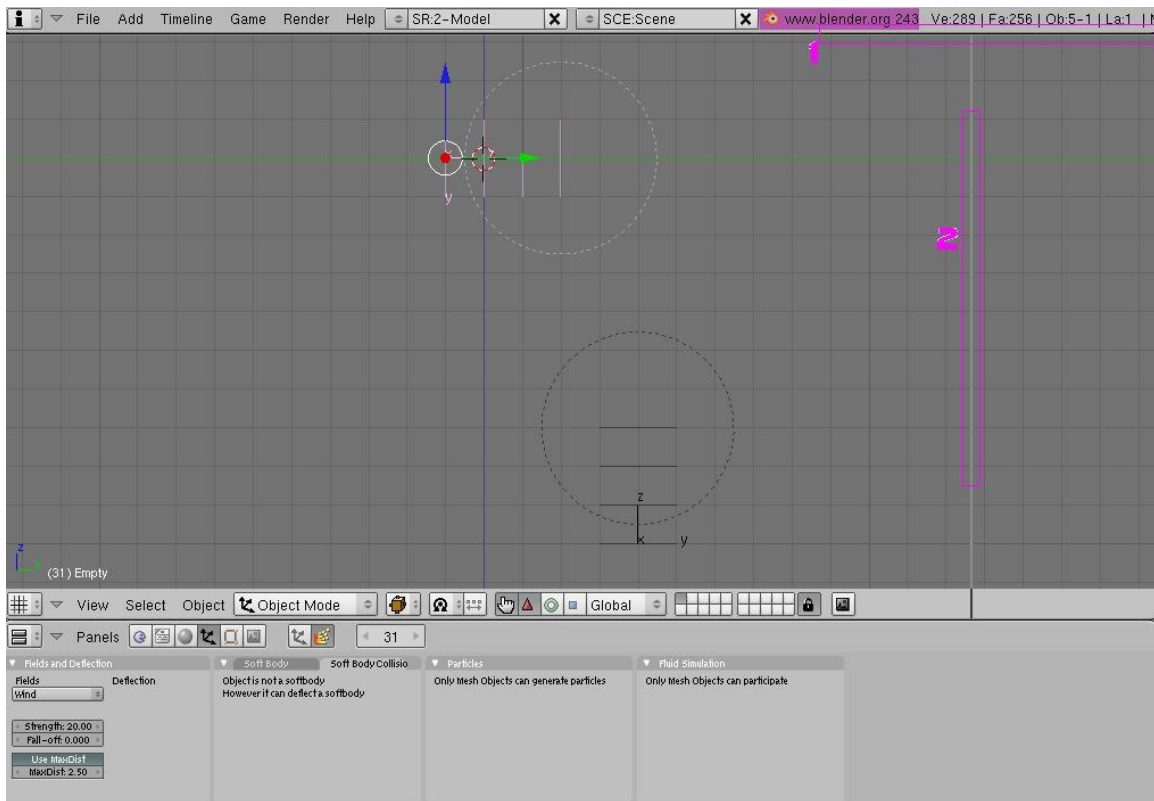 File Add Timeline Game Render Help SR:2-Model SCE:Scene www.blender.org 243 Ve:289 | Fa:256 | Ob:5-1 | La:1 |
1
2
y
z
x y
z
(31) Empty
View Select Object Object Mode Global
Panels 31
Fields and Deflection Soft Body Soft Body Collisio Particles Fluid Simulation
Fields Deflection Object is not a softbody Only Mesh Objects can generate particles Only Mesh Objects can participate
Wind However it can deflect a softbody
Strength: 20.00
Fall-off: 0.000
Use MaxDist
MaxDist: 2.50